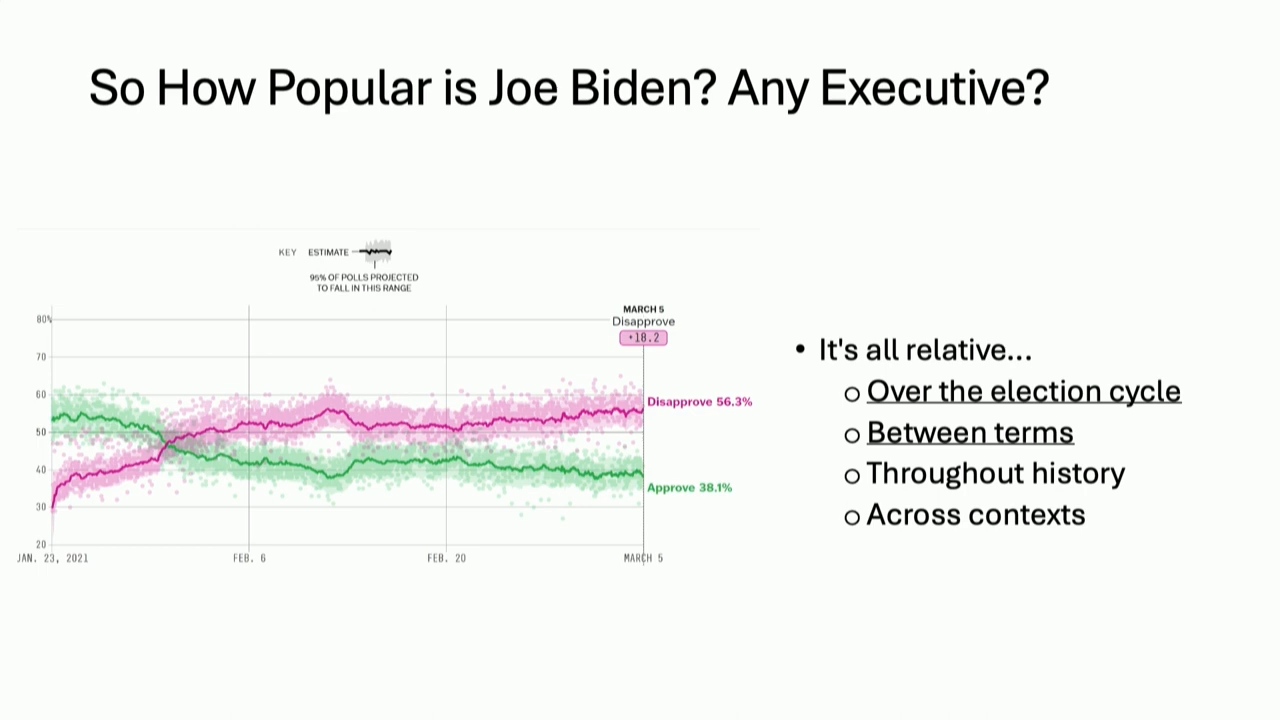 So How Popular is Joe Biden? Any Executive?
KEY ESTIMATE
95% OF POLLS PROJECTED
TO FALL IN THIS RANGE
MARCH 5
Disapprove
+18.2
80%
70
60
50
40
30
20
Disapprove 56.3%
Approve 38.1%
JAN. 23, 2021 FEB. 6 FEB. 20 MARCH 5
• It's all relative...
o Over the election cycle
o Between terms
o Throughout history
o Across contexts